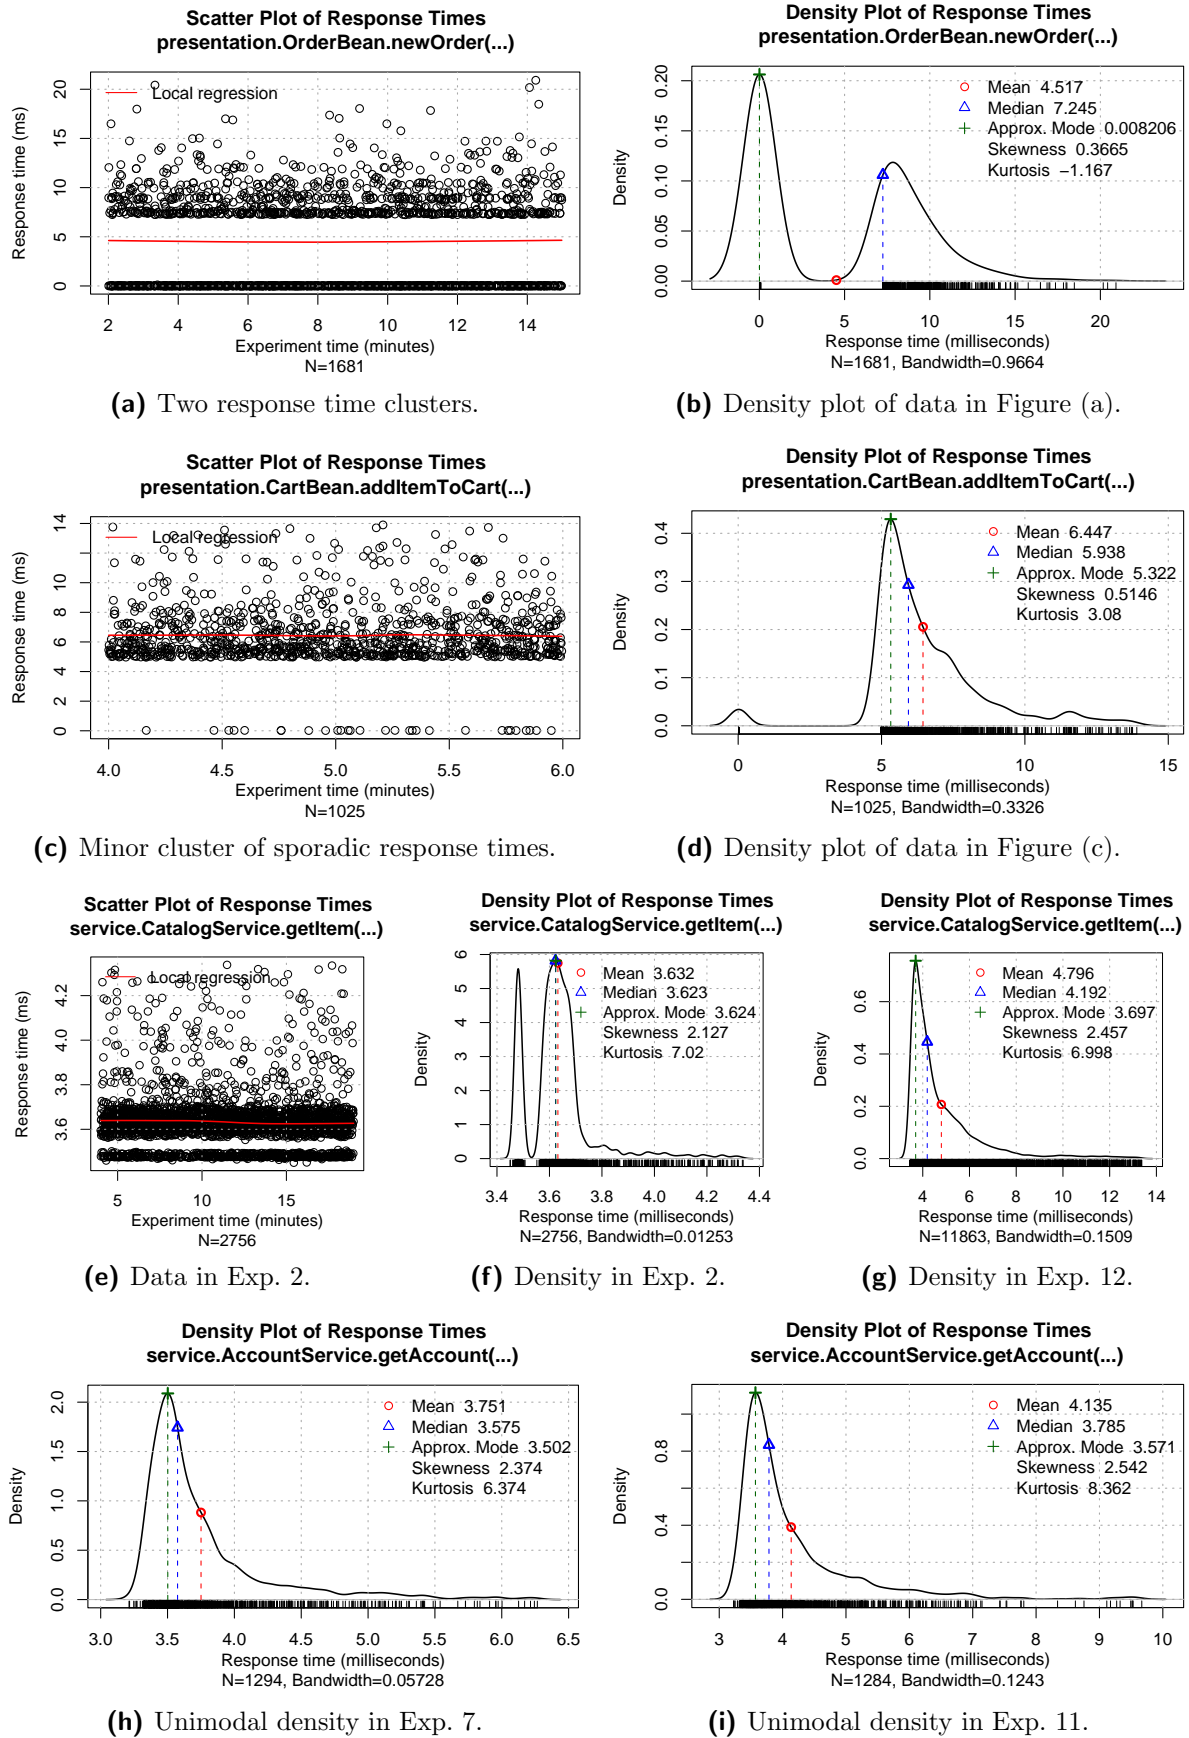 Scatter Plot of Response Times
presentation.OrderBean.newOrder(...)
Response time (ms)
20
15
10
5
0
Local regression
2 4 6 8 10 12 14
Experiment time (minutes)
N=1681
(a) Two response time clusters.
Density Plot of Response Times
presentation.OrderBean.newOrder(...)
Density
0.20
0.15
0.10
0.05
0.00
Mean 4.517
Median 7.245
Approx. Mode 0.008206
Skewness 0.3665
Kurtosis −1.167
0 5 10 15 20
Response time (milliseconds)
N=1681, Bandwidth=0.9664
(b) Density plot of data in Figure (a).
Scatter Plot of Response Times
presentation.CartBean.addItemToCart(...)
Response time (ms)
14
10
8
6
4
2
0
Local regression
4.0 4.5 5.0 5.5 6.0
Experiment time (minutes)
N=1025
(c) Minor cluster of sporadic response times.
Density Plot of Response Times
presentation.CartBean.addItemToCart(...)
Density
0.4
0.3
0.2
0.1
0.0
Mean 6.447
Median 5.938
Approx. Mode 5.322
Skewness 0.5146
Kurtosis 3.08
0 5 10 15
Response time (milliseconds)
N=1025, Bandwidth=0.3326
(d) Density plot of data in Figure (c).
Scatter Plot of Response Times
service.CatalogService.getItem(...)
Response time (ms)
4.2
4.0
3.8
3.6
Local regression
5 10 15
Experiment time (minutes)
N=2756
(e) Data in Exp. 2.
Density Plot of Response Times
service.CatalogService.getItem(...)
Density
6
5
4
3
2
1
0
Mean 3.632
Median 3.623
Approx. Mode 3.624
Skewness 2.127
Kurtosis 7.02
3.4 3.6 3.8 4.0 4.2 4.4
Response time (milliseconds)
N=2756, Bandwidth=0.01253
(f) Density in Exp. 2.
Density Plot of Response Times
service.CatalogService.getItem(...)
Density
0.6
0.4
0.2
0.0
Mean 4.796
Median 4.192
Approx. Mode 3.697
Skewness 2.457
Kurtosis 6.998
4 6 8 10 12 14
Response time (milliseconds)
N=11863, Bandwidth=0.1509
(g) Density in Exp. 12.
Density Plot of Response Times
service.AccountService.getAccount(...)
Density
2.0
1.5
1.0
0.5
0.0
Mean 3.751
Median 3.575
Approx. Mode 3.502
Skewness 2.374
Kurtosis 6.374
3.0 3.5 4.0 4.5 5.0 5.5 6.0 6.5
Response time (milliseconds)
N=1294, Bandwidth=0.05728
(h) Unimodal density in Exp. 7.
Density Plot of Response Times
service.AccountService.getAccount(...)
Density
0.8
0.4
0.0
Mean 4.135
Median 3.785
Approx. Mode 3.571
Skewness 2.542
Kurtosis 8.362
3 4 5 6 7 8 9 10
Response time (milliseconds)
N=1284, Bandwidth=0.1243
(i) Unimodal density in Exp. 11.